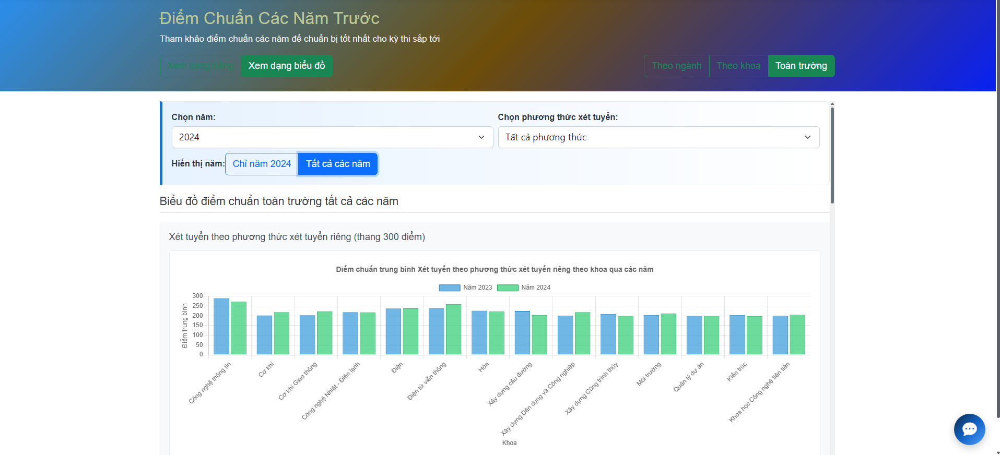 Điểm Chuẩn Các Năm Trước
Tham khảo điểm chuẩn các năm để chuẩn bị tốt nhất cho kỳ thi sắp tới
Xem dạng bảng
Xem dạng biểu đồ
Theo ngành
Theo khoa
Toàn trường
Chọn năm:
Chọn phương thức xét tuyển:
2024
Tất cả phương thức
Hiển thị năm:
Chỉ năm 2024
Tất cả các năm
Biểu đồ điểm chuẩn toàn trường tất cả các năm
Xét tuyển theo phương thức xét tuyển riêng (thang 300 điểm)
Điểm chuẩn trung bình Xét tuyển theo phương thức xét tuyển riêng theo khoa qua các năm
Năm 2023
Năm 2024
Điểm trung bình
300
250
200
150
100
50
0
Công nghệ thông tin
Cơ khí
Cơ khí Giao thông
Công nghệ Nhiệt - Điện lạnh
Điện
Điện tử viễn thông
Hóa
Xây dựng cầu đường
Xây dựng Dân dụng và Công nghiệp
Xây dựng Công trình thủy
Môi trường
Quản lý dự án
Kiến trúc
Khoa học Công nghệ tiên tiến
Khoa